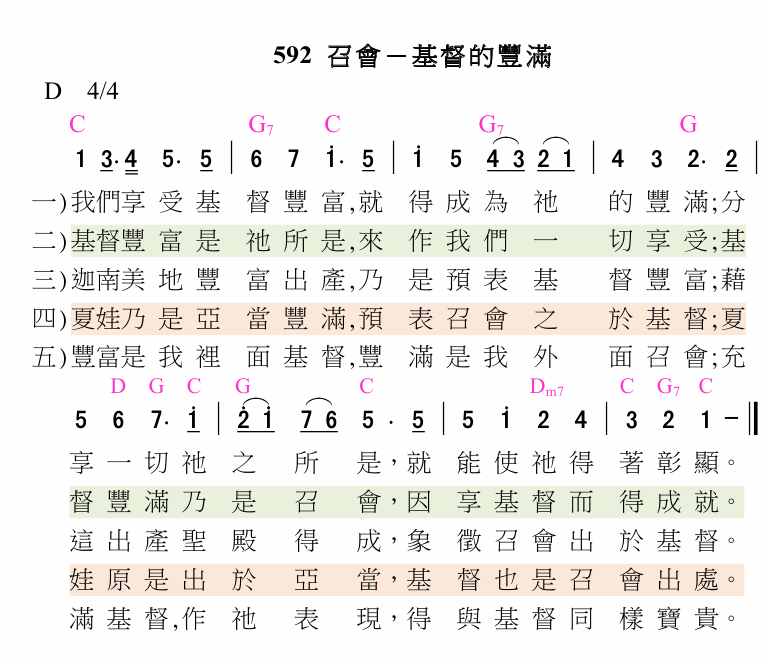 592 召會－基督的豐滿
D 4/4
C G7 C G7 G
1 3· 4 5· 5 | 6 7 i· 5 | i 5 4 3 2 1 | 4 3 2· 2 |
一)我們享受基督豐富,就得成為祂的豐滿;分
二)基督豐富是祂所是,來作我們一切享受;基
三)迦南美地豐富出產,乃是預表基督豐富;藉
四)夏娃乃是亞當豐滿,預表召會之於基督;夏
五)豐富是我裡面基督,豐滿是我外面召會;充
D G C G C Dm7 C G7 C
5 6 7· i | 2̇ i 7 6 5 · 5 | 5 i 2 4 | 3 2 1 － ‖
享一切祂之所是，就能使祂得著彰顯。
督豐滿乃是召會，因享基督而得成就。
這出產聖殿得成，象徵召會出於基督。
娃原是出於亞當，基督也是召會出處。
滿基督,作祂表現，得與基督同樣寶貴。